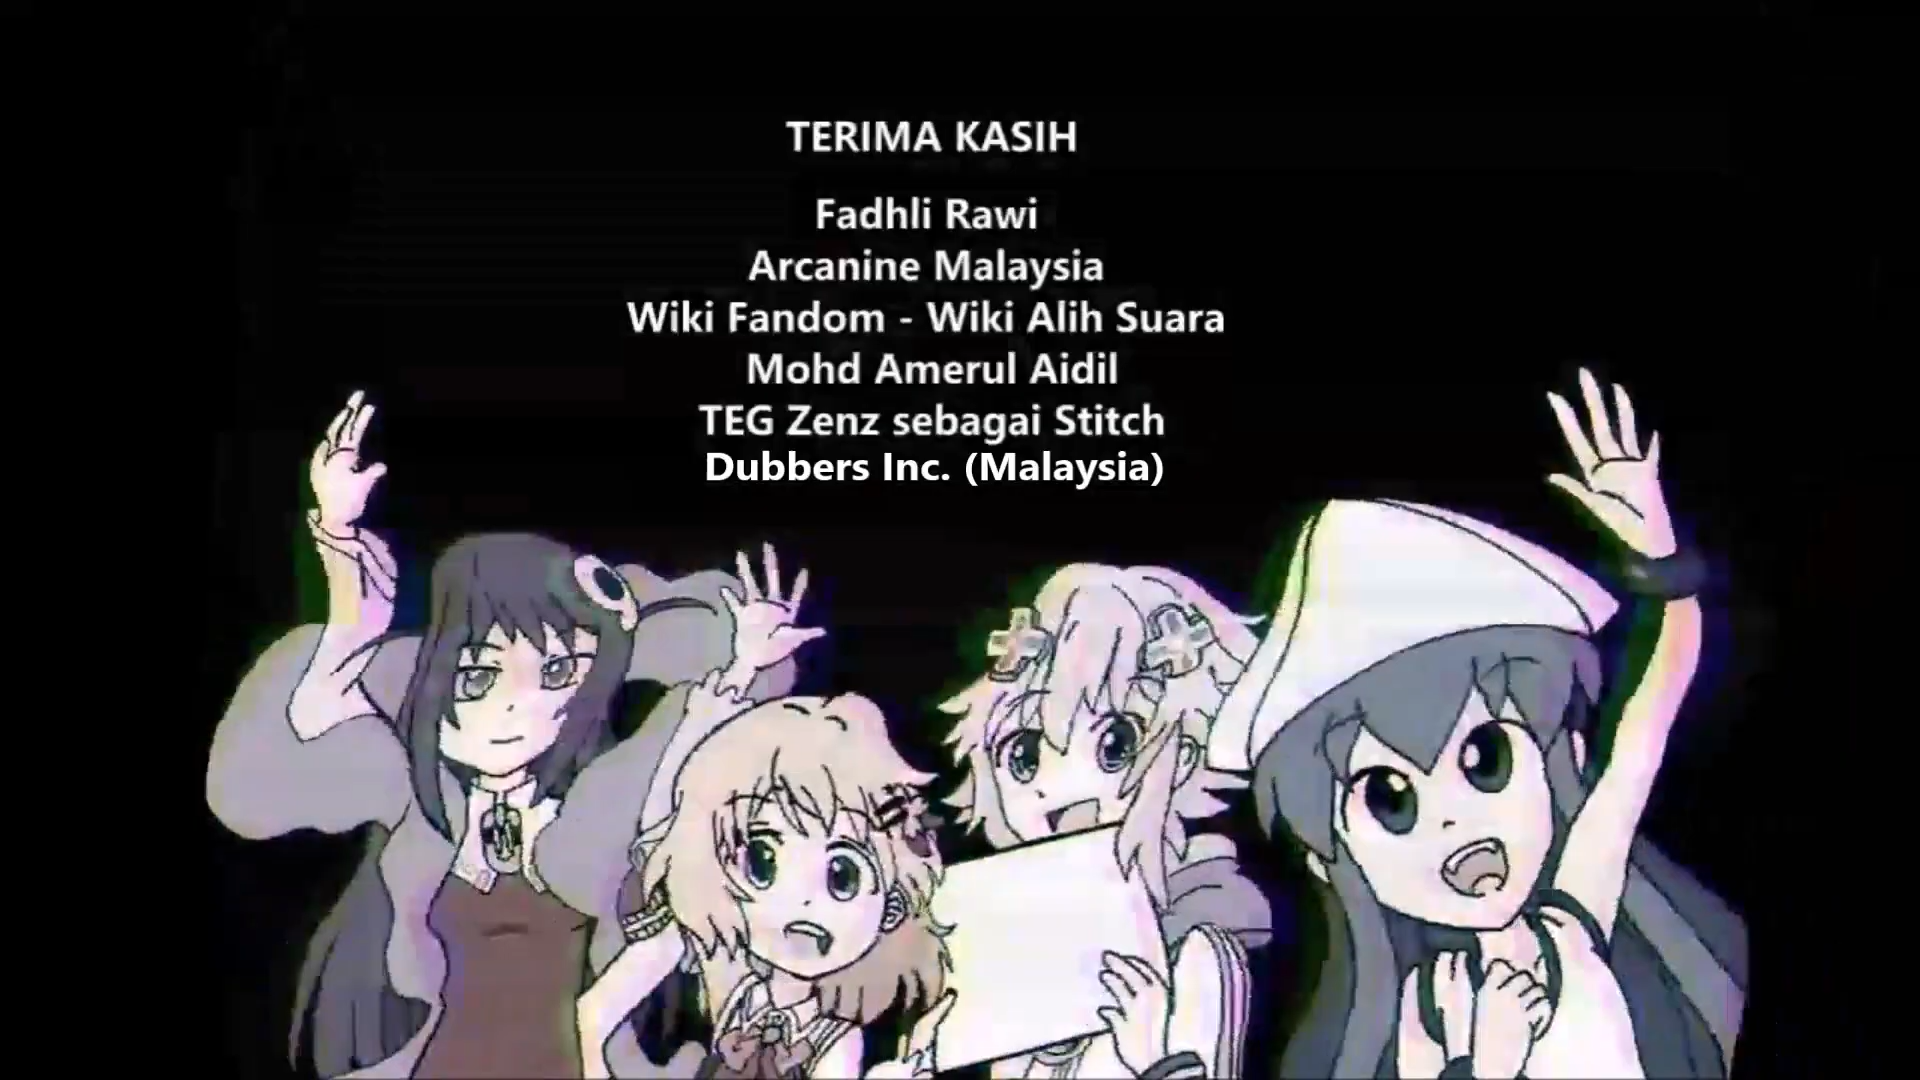 TERIMA KASIH
Fadhli Rawi
Arcanine Malaysia
Wiki Fandom - Wiki Alih Suara
Mohd Amerul Aidil
TEG Zenz sebagai Stitch
Dubbers Inc. (Malaysia)